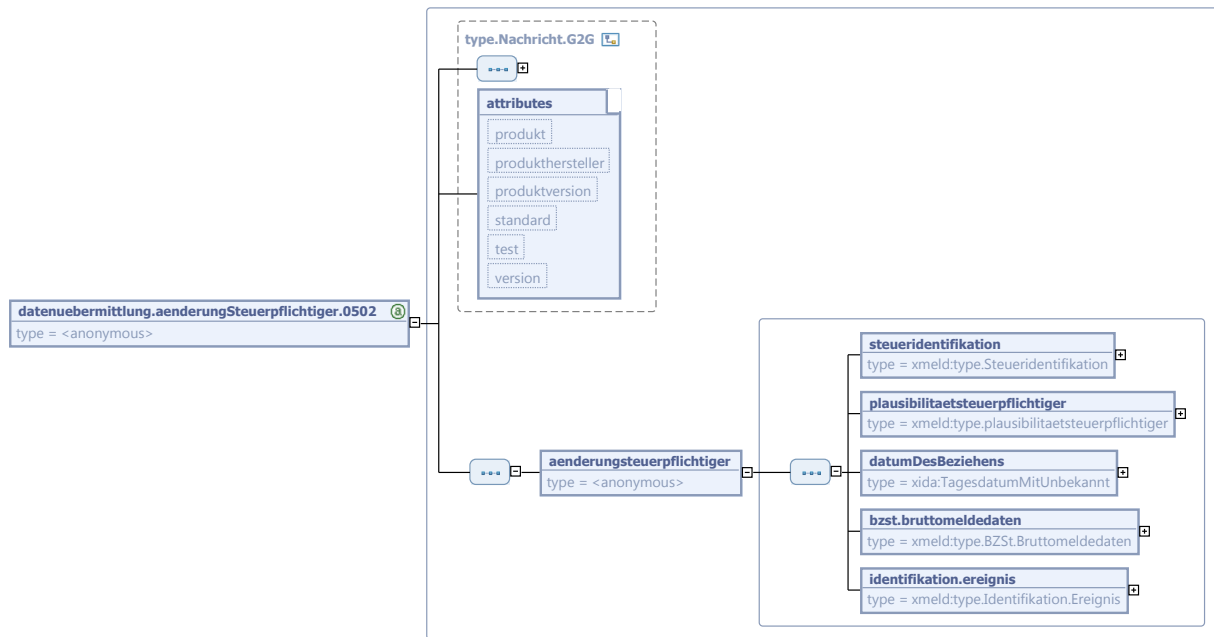 type.Nachricht.G2G
attributes
produkt
produkthersteller
produktversion
standard
test
version
datenuebermittlung.aenderungSteuerpflichtiger.0502 @
type = <anonymous>
aenderungsteuerpflichtiger
type = <anonymous>
steueridentifikation
type = xmeld:type.Steueridentifikation
plausibilitaetsteuerpflichtiger
type = xmeld:type.plausibilitaetsteuerpflichtiger
datumDesBeziehens
type = xida:TagesdatumMitUnbekannt
bzst.bruttomeldedaten
type = xmeld:type.BZSt.Bruttomeldedaten
identifikation.ereignis
type = xmeld:type.Identifikation.Ereignis